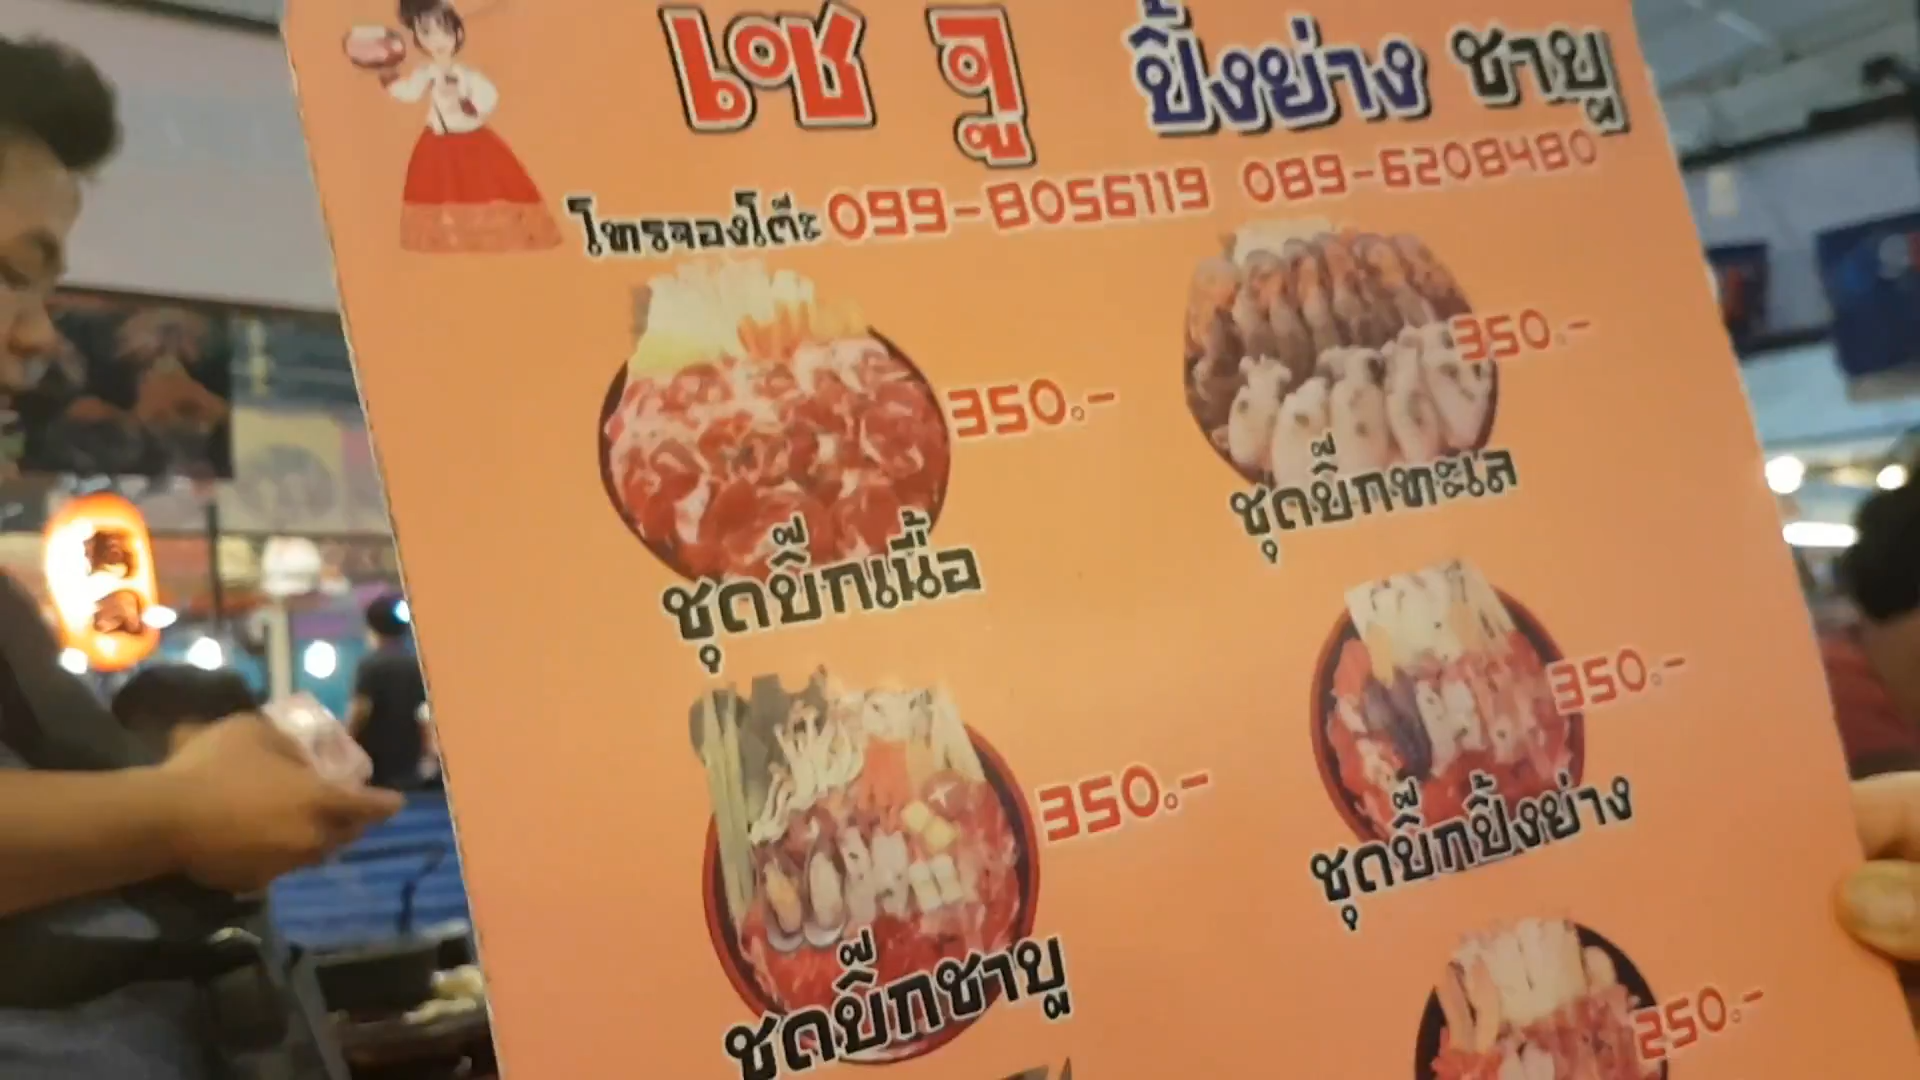 เชจู ปิ้งย่าง ชาบู
โทรจองโต๊ะ 099-8056119 089-6208480
350.-
ชุดบิ๊กเนื้อ
350.-
ชุดบิ๊กทะเล
350.-
ชุดบิ๊กชาบู
350.-
ชุดบิ๊กปิ้งย่าง
250.-